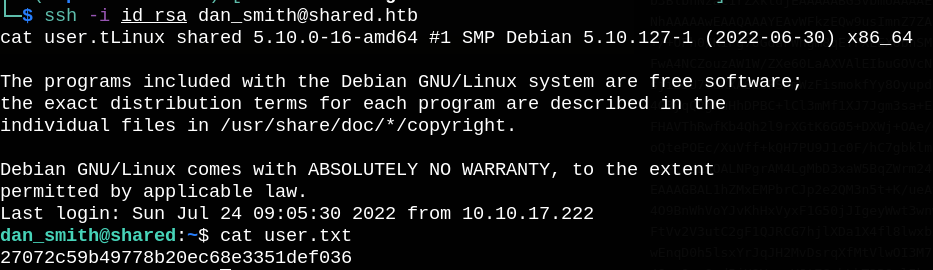 $ ssh -i id_rsa dan_smith@shared.htb
cat user.tLinux shared 5.10.0-16-amd64 #1 SMP Debian 5.10.127-1 (2022-06-30) x86_64
The programs included with the Debian GNU/Linux system are free software;
the exact distribution terms for each program are described in the
individual files in /usr/share/doc/*/copyright.
Debian GNU/Linux comes with ABSOLUTELY NO WARRANTY, to the extent
permitted by applicable law.
Last login: Sun Jul 24 09:05:30 2022 from 10.10.17.222
dan_smith@shared:~$ cat user.txt
27072c59b49778b20ec68e3351def036